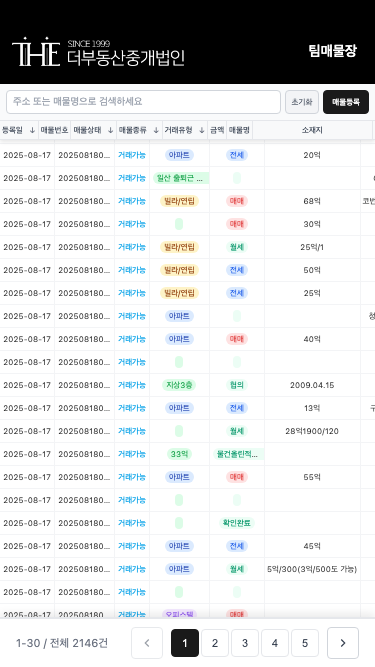 THE SINCE 1999 더부동산중개법인
팀매물장
주소 또는 매물명으로 검색하세요 초기화 매물등록
등록일 ↓ 매물번호 매물상태 ↓ 매물종류 ↓ 거래유형 ↓ 금액 매물명 소재지
2025-08-17 202508180... 거래가능 아파트 전세 20억
2025-08-17 202508180... 거래가능 일산 출퇴근 ...
2025-08-17 202508180... 거래가능 빌라/연립 매매 68억
2025-08-17 202508180... 거래가능 매매 30억
2025-08-17 202508180... 거래가능 빌라/연립 월세 25억/1
2025-08-17 202508180... 거래가능 빌라/연립 전세 50억
2025-08-17 202508180... 거래가능 빌라/연립 전세 25억
2025-08-17 202508180... 거래가능 아파트
2025-08-17 202508180... 거래가능 아파트 매매 40억
2025-08-17 202508180... 거래가능
2025-08-17 202508180... 거래가능 지상3층 협의 2009.04.15
2025-08-17 202508180... 거래가능 아파트 전세 13억
2025-08-17 202508180... 거래가능 월세 28억1900/120
2025-08-17 202508180... 거래가능 33억 물건올린적...
2025-08-17 202508180... 거래가능 아파트 매매 55억
2025-08-17 202508180... 거래가능
2025-08-17 202508180... 거래가능 확인완료
2025-08-17 202508180... 거래가능 아파트 전세 45억
2025-08-17 202508180... 거래가능 아파트 월세 5억/300(3억/500도 가능)
2025-08-17 202508180... 거래가능
2025-08-17 202508180... 거래가능 오피스텔 매매
1-30 / 전체 2146건 < 1 2 3 4 5 >